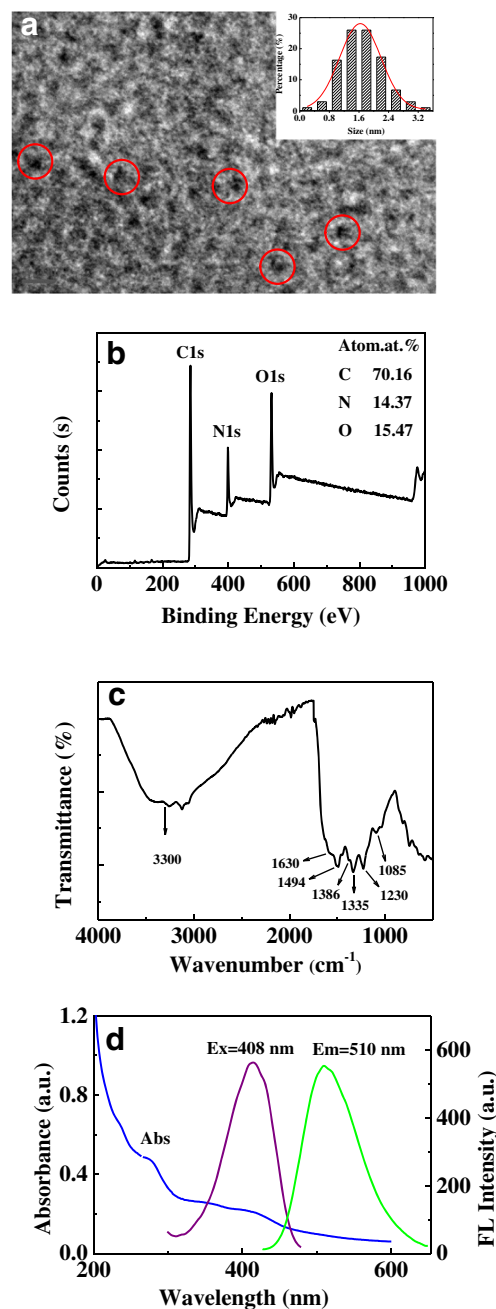 a
Percentage (%)
30
20
10
0
0.0 0.8 1.6 2.4 3.2
Size (nm)
b
C1s
N1s
O1s
Atom.at.%
C 70.16
N 14.37
O 15.47
Counts (s)
0 200 400 600 800 1000
Binding Energy (eV)
c
Transmittance (%)
3300
1630
1494
1386
1335
1230
1085
4000 3000 2000 1000
Wavenumber (cm⁻¹)
d
Ex=408 nm
Em=510 nm
Abs
Absorbance (a.u.)
1.2
0.8
0.4
0.0
FL Intensity (a.u.)
600
400
200
0
200 400 600
Wavelength (nm)